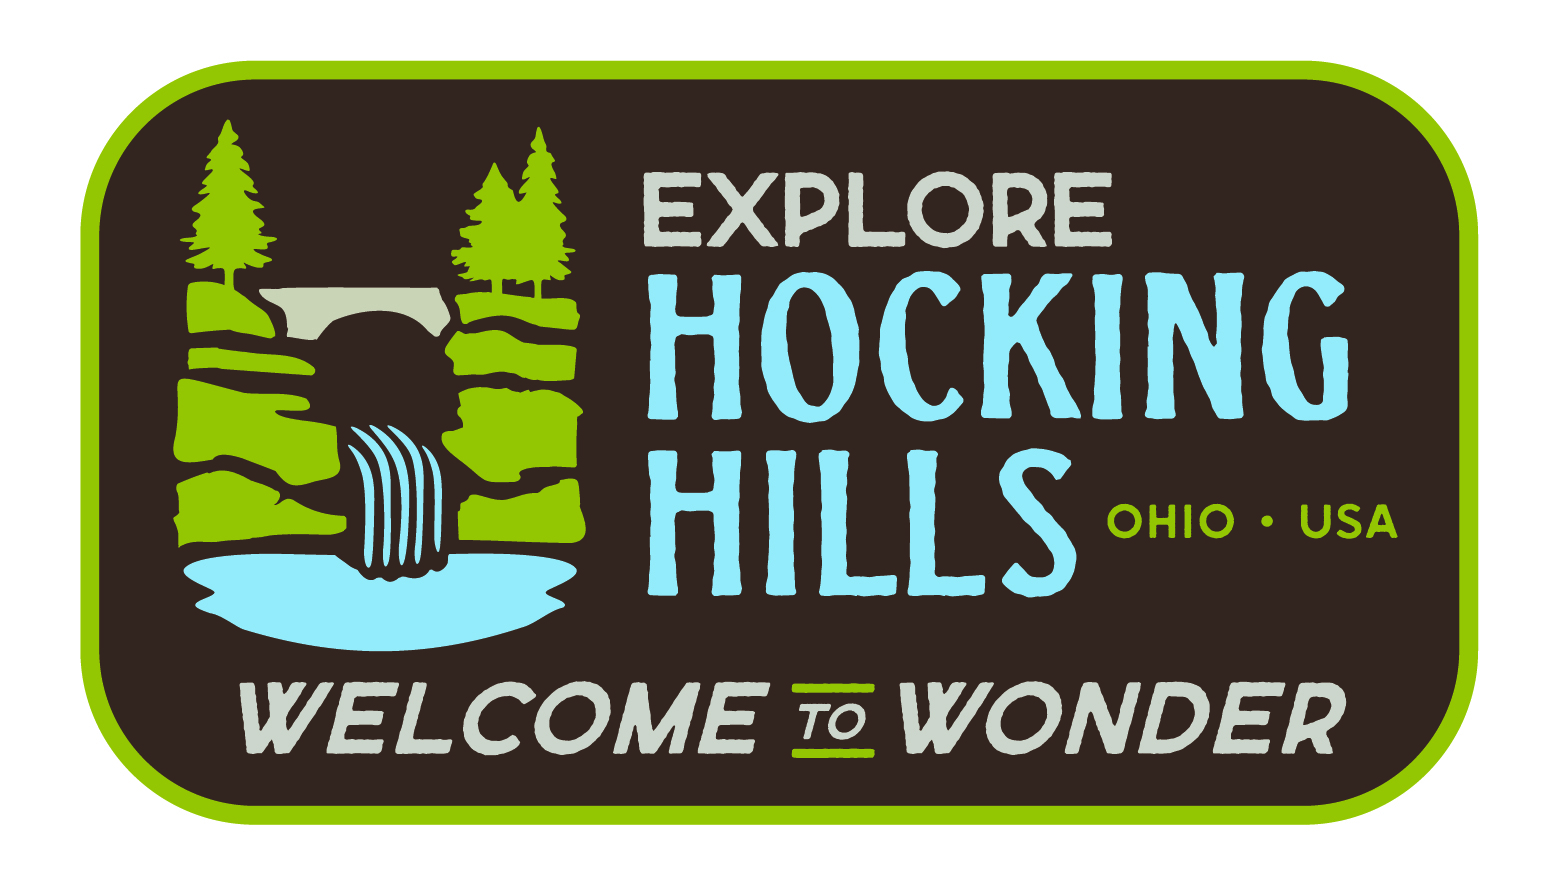 EXPLORE
HOCKING
HILLS OHIO • USA
WELCOME TO WONDER